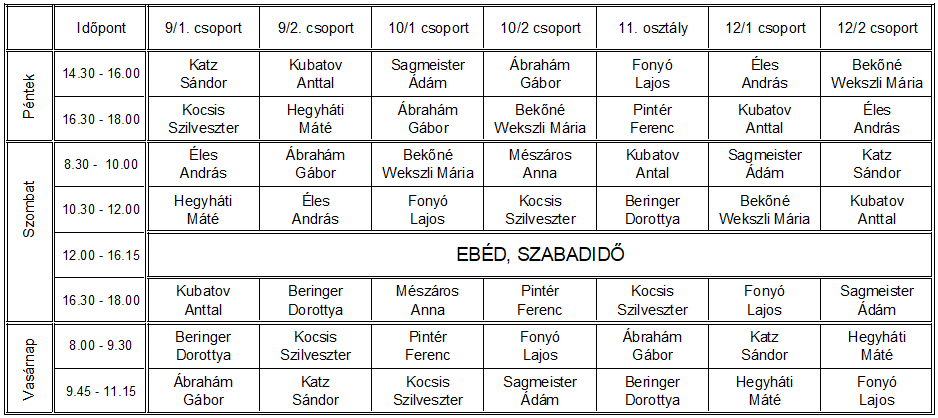 Időpont 9/1. csoport 9/2. csoport 10/1 csoport 10/2 csoport 11. osztály 12/1 csoport 12/2 csoport
Péntek
14.30 - 16.00 Katz Sándor Kubatov Anttal Sagmeister Ádám Ábrahám Gábor Fonyó Lajos Éles András Bekőné Wekszli Mária
16.30 - 18.00 Kocsis Szilveszter Hegyháti Máté Ábrahám Gábor Bekőné Wekszli Mária Pintér Ferenc Kubatov Anttal Éles András
Szombat
8.30 - 10.00 Éles András Ábrahám Gábor Bekőné Wekszli Mária Mészáros Anna Kubatov Antal Sagmeister Ádám Katz Sándor
10.30 - 12.00 Hegyháti Máté Éles András Fonyó Lajos Kocsis Szilveszter Beringer Dorottya Bekőné Wekszli Mária Kubatov Anttal
12.00 - 16.15 EBÉD, SZABADIDŐ
16.30 - 18.00 Kubatov Anttal Beringer Dorottya Mészáros Anna Pintér Ferenc Kocsis Szilveszter Fonyó Lajos Sagmeister Ádám
Vasárnap
8.00 - 9.30 Beringer Dorottya Kocsis Szilveszter Pintér Ferenc Fonyó Lajos Ábrahám Gábor Katz Sándor Hegyháti Máté
9.45 - 11.15 Ábrahám Gábor Katz Sándor Kocsis Szilveszter Sagmeister Ádám Beringer Dorottya Hegyháti Máté Fonyó Lajos